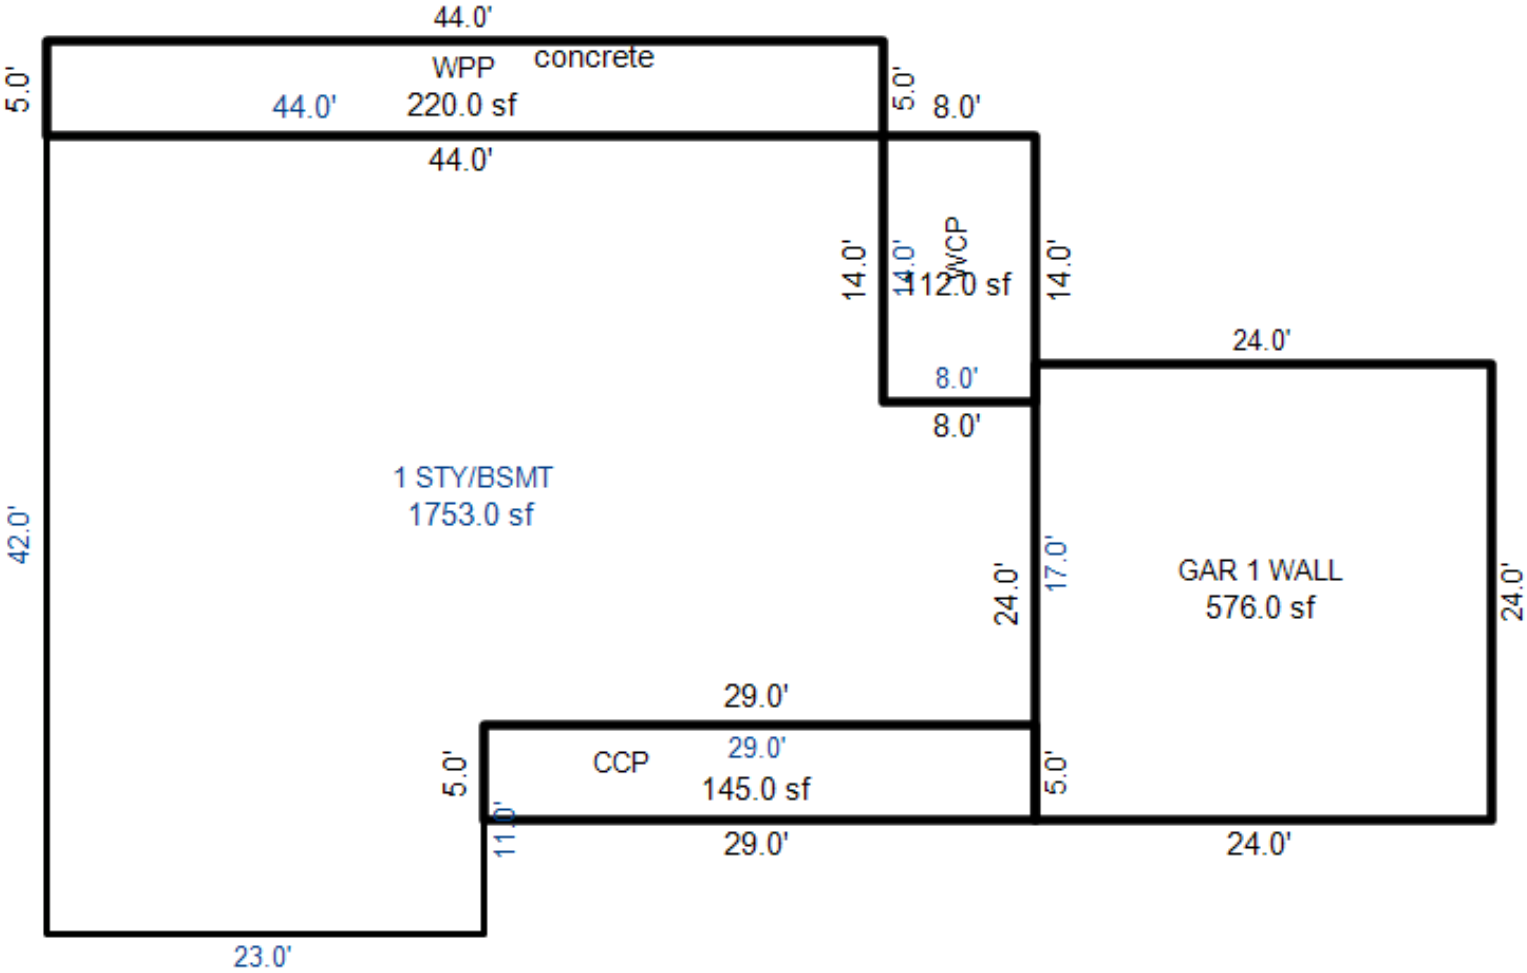 44.0'
concrete
WPP
5.0'
5.0'
44.0'
220.0 sf
8.0'
44.0'
WCP
14.0'
14.0'
112.0 sf
14.0'
24.0'
8.0'
8.0'
1 STY/BSMT
1753.0 sf
42.0'
17.0'
24.0'
GAR 1 WALL
576.0 sf
24.0'
29.0'
29.0'
CCP
5.0'
5.0'
145.0 sf
11.0'
29.0'
24.0'
23.0'